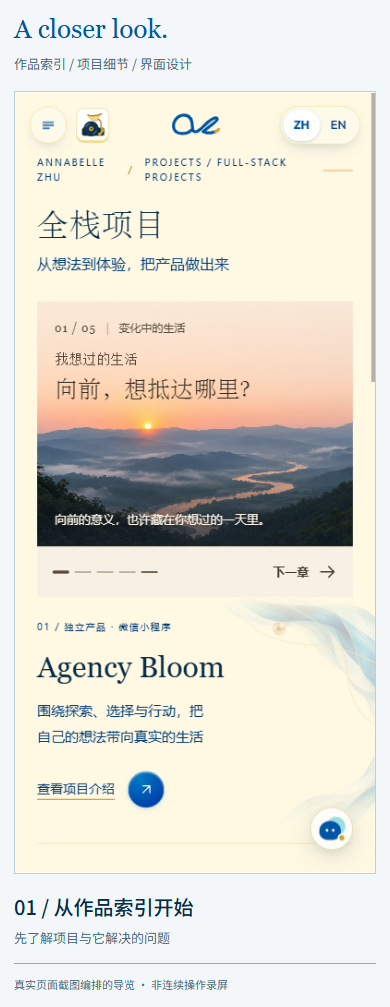 A closer look.
作品索引 / 项目细节 / 界面设计
ZH
EN
ANNABELLE ZHU / PROJECTS / FULL-STACK PROJECTS
全栈项目
从想法到体验，把产品做出来
01 / 05 | 变化中的生活
我想过的生活
向前，想抵达哪里？
向前的意义，也许藏在你想过的一天里。
下一章 →
01 / 独立产品 · 微信小程序
Agency Bloom
围绕探索、选择与行动，把
自己的想法带向真实的生活
查看项目介绍
01 / 从作品索引开始
先了解项目与它解决的问题
真实页面截图编排的导览 · 非连续操作录屏